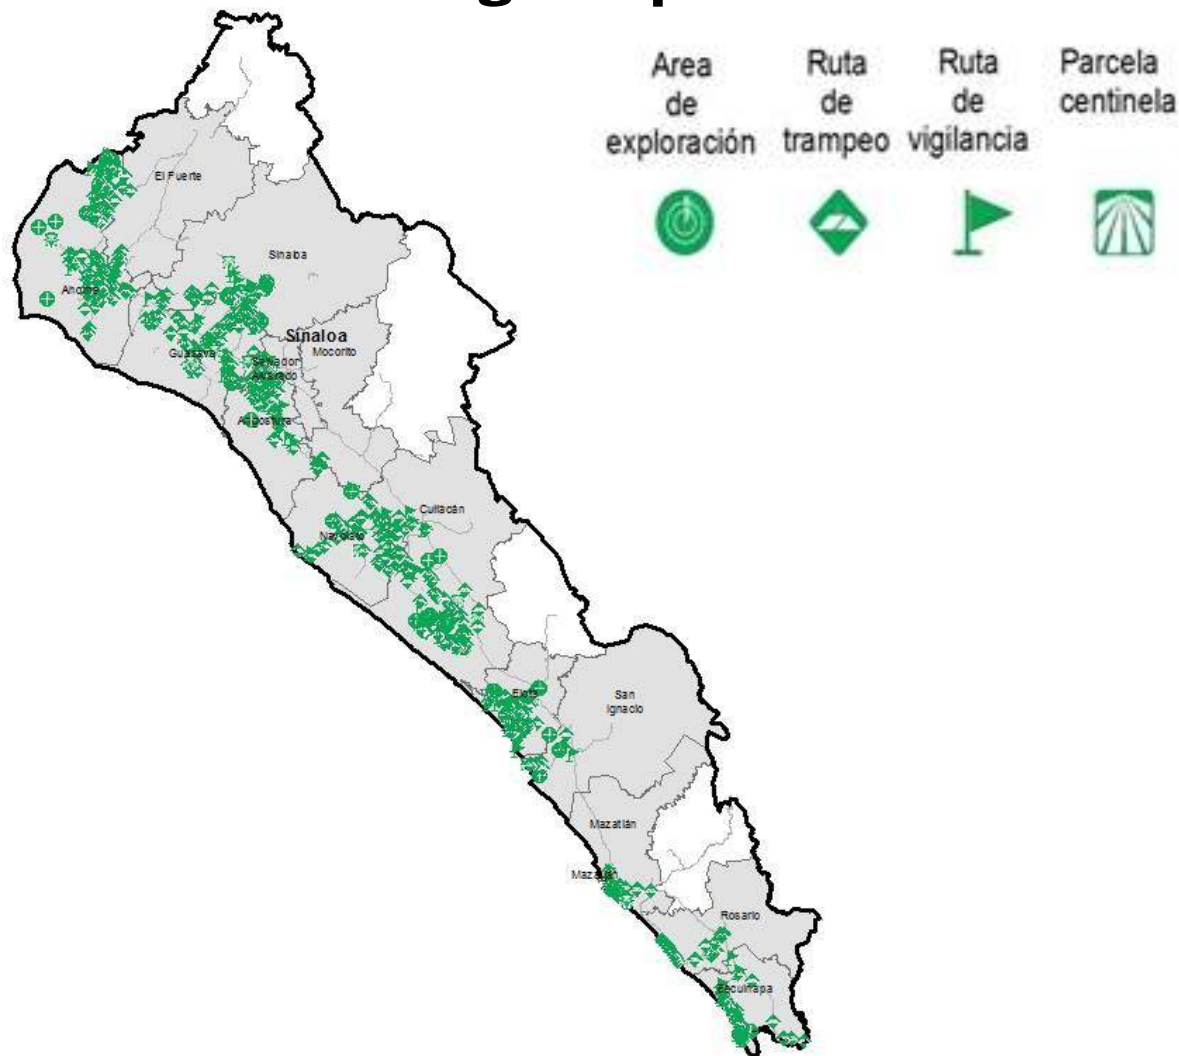 Area
de
exploración
Ruta
de
trampeo
Ruta
de
vigilancia
Parcela
centinela
El Fuerte
Sinaloa
Ahome
Sinaloa
Mocorito
Guasave
Salvador
Alvarado
Angostura
Culiacán
Navolato
Elota
San
Ignacio
Mazatlán
Mazatlán
Rosario
Escuinapa